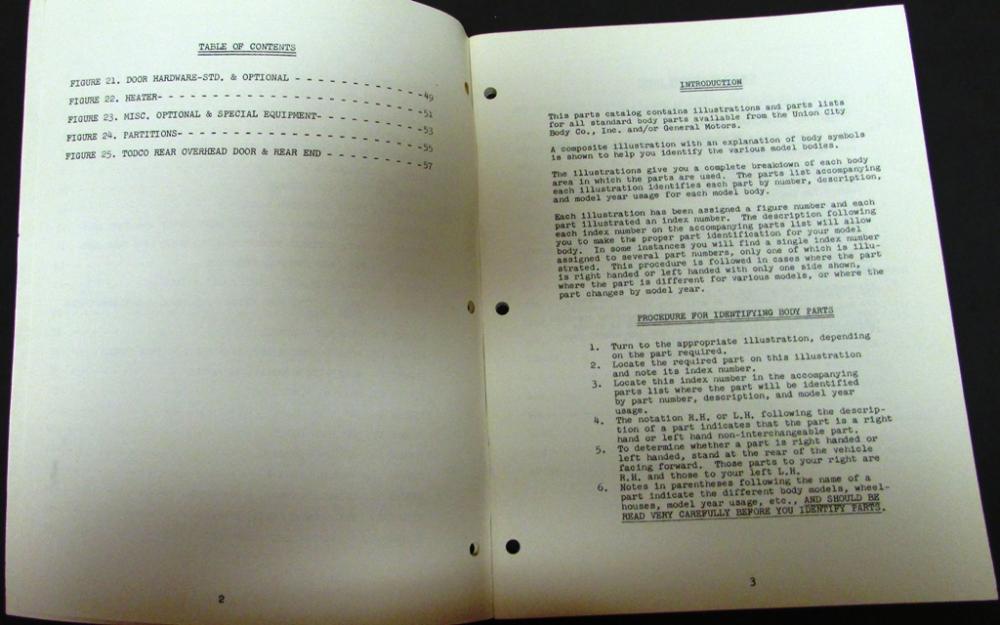 TABLE OF CONTENTS
FIGURE 21. DOOR HARDWARE-STD. & OPTIONAL - - - - - - - - - - -49
FIGURE 22. HEATER- - - - - - - - - - - - - - - - - - - - - - -51
FIGURE 23. MISC. OPTIONAL & SPECIAL EQUIPMENT- - - - - - - - -53
FIGURE 24. PARTITIONS- - - - - - - - - - - - - - - - - - - - -55
FIGURE 25. TODCO REAR OVERHEAD DOOR & REAR END - - - - - - - -57
2
INTRODUCTION
This parts catalog contains illustrations and parts lists
for all standard body parts available from the Union City
Body Co., Inc. and/or General Motors.
A composite illustration with an explanation of body symbols
is shown to help you identify the various model bodies.
The illustrations give you a complete breakdown of each body
area in which the parts are used. The parts list accompanying
each illustration identifies each part by number, description,
and model year usage for each model body.
Each illustration has been assigned a figure number and each
part illustrated an index number. The description following
each index number on the accompanying parts list will allow
you to make the proper part identification for your model
body. In some instances you will find a single index number
assigned to several part numbers, only one of which is illu-
strated. This procedure is followed in cases where the part
is right handed or left handed with only one side shown,
where the part is different for various models, or where the
part changes by model year.
PROCEDURE FOR IDENTIFYING BODY PARTS
1. Turn to the appropriate illustration, depending
on the part required.
2. Locate the required part on this illustration
and note its index number.
3. Locate this index number in the accompanying
parts list where the part will be identified
by part number, description, and model year
usage.
4. The notation R.H. or L.H. following the descrip-
tion of a part indicates that the part is a right
hand or left hand non-interchangeable part.
5. To determine whether a part is right handed or
left handed, stand at the rear of the vehicle
facing forward. Those parts to your right are
R.H. and those to your left L.H.
6. Notes in parentheses following the name of a
part indicate the different body models, wheel-
houses, model year usage, etc., AND SHOULD BE
READ VERY CAREFULLY BEFORE YOU IDENTIFY PARTS.
3